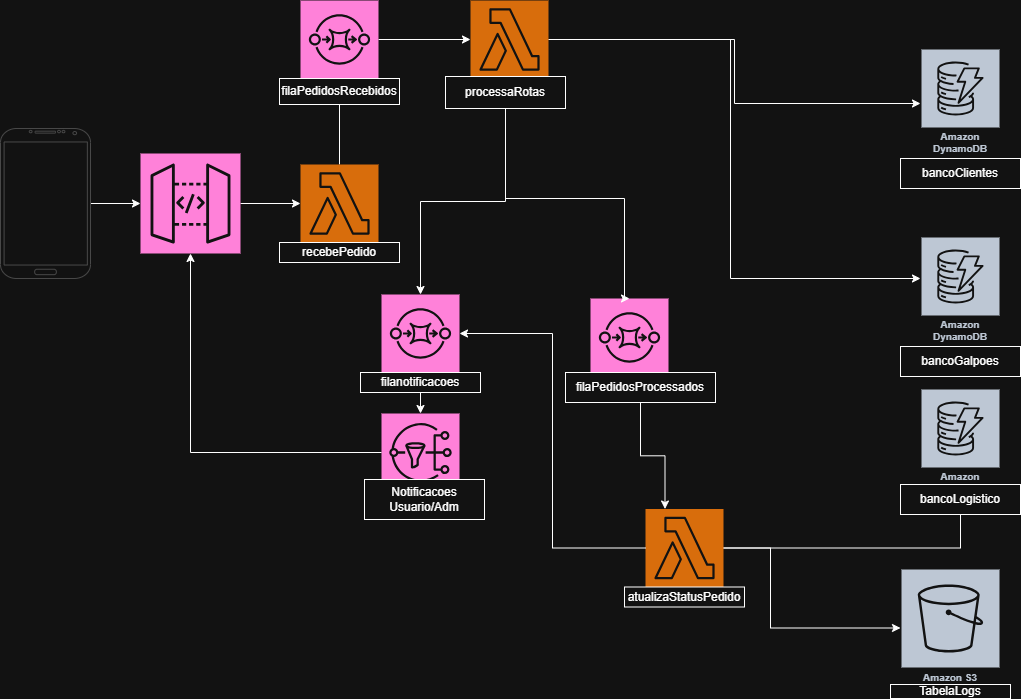 filaPedidosRecebidos
processaRotas
Amazon
DynamoDB
bancoClientes
</>
recebePedido
Amazon
DynamoDB
bancoGalpoes
filanotificacoes
filaPedidosProcessados
Amazon
bancoLogistico
Notificacoes
Usuario/Adm
atualizaStatusPedido
Amazon S3
TabelaLogs